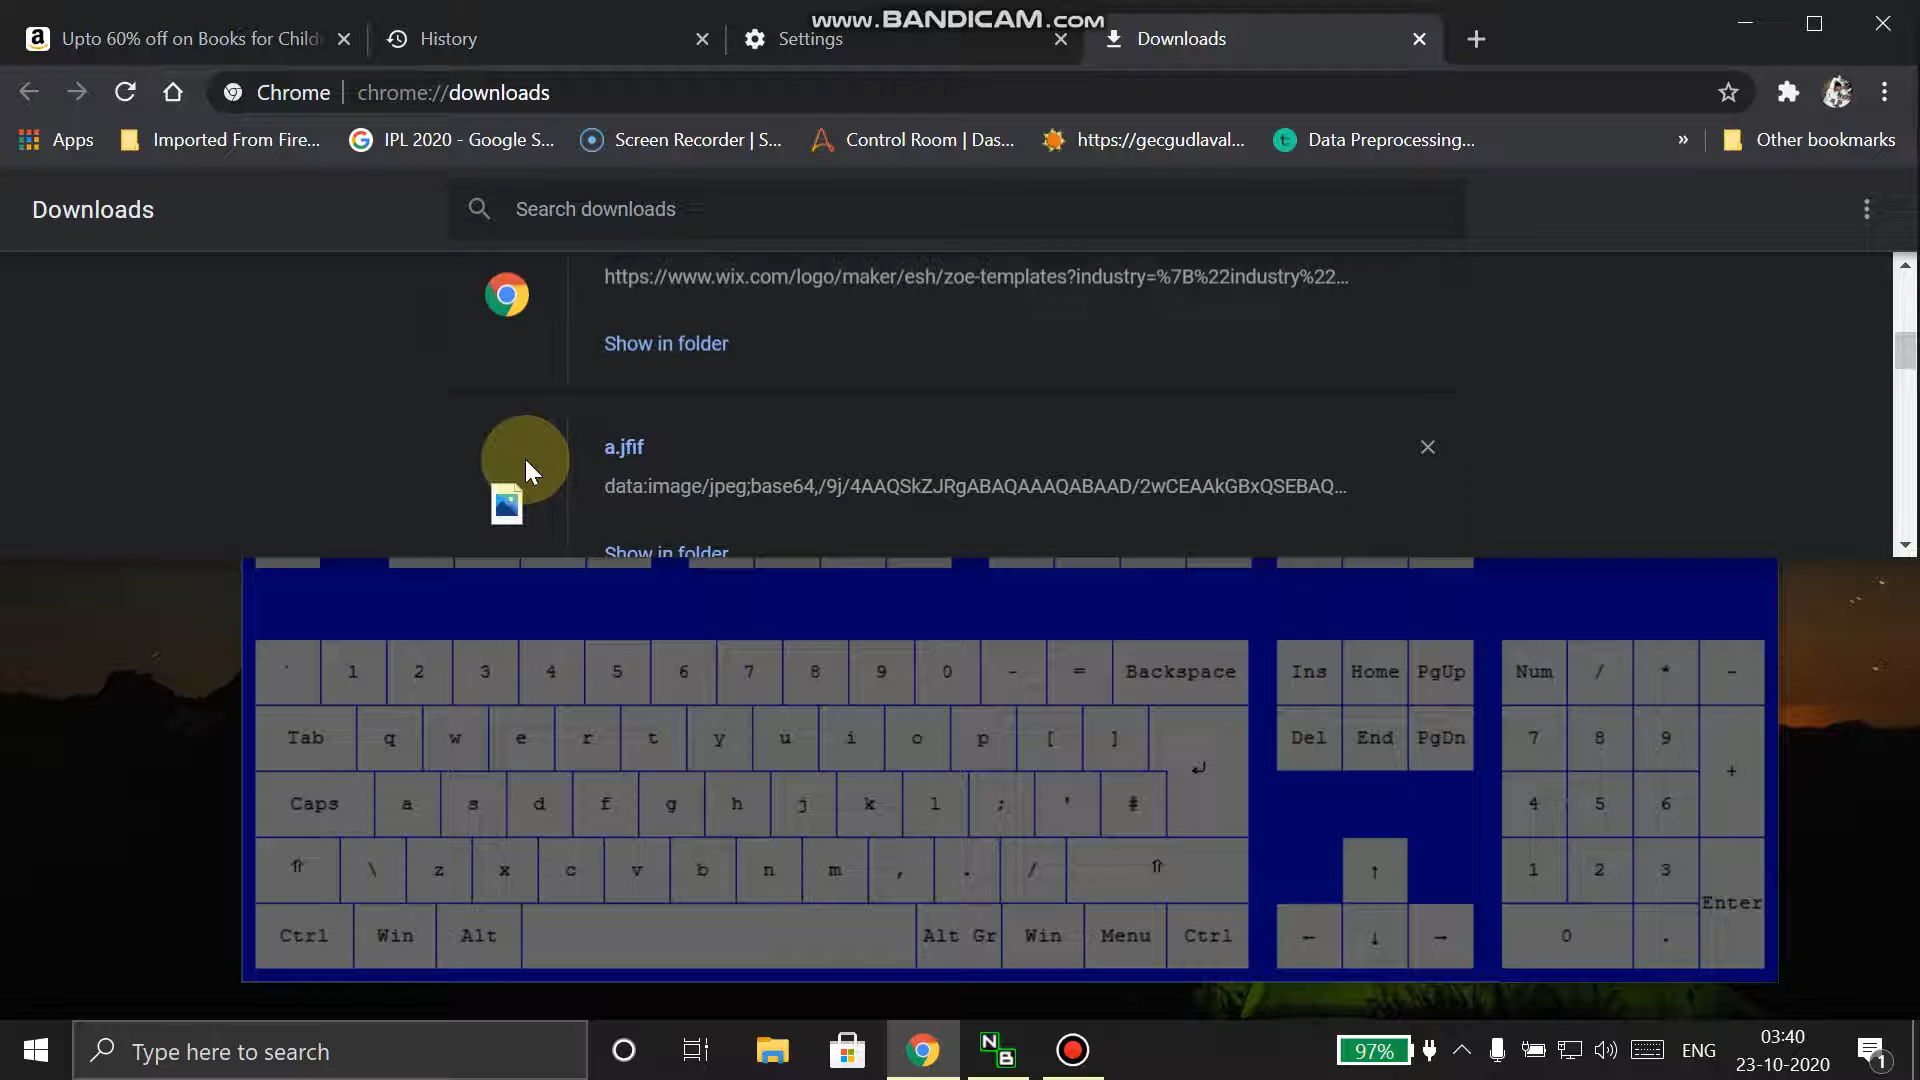 www.BANDICAM.com
Upto 60% off on Books for Child
History
Settings
Downloads
Chrome
chrome://downloads
Apps
Imported From Fire...
IPL 2020 - Google S...
Screen Recorder | S...
Control Room | Das...
https://gecgudlaval...
Data Preprocessing...
»
Other bookmarks
Downloads
Search downloads
https://www.wix.com/logo/maker/esh/zoe-templates?industry=%7B%22industry%22...
Show in folder
a.jfif
data:image/jpeg;base64,/9j/4AAQSkZJRgABAQAAAQABAAD/2wCEAAkGBxQSEBAQ...
Show in folder
` 1 2 3 4 5 6 7 8 9 0 - = Backspace Ins Home PgUp Num / * -
Tab q w e r t y u i o p [ ] Del End PgDn 7 8 9 +
Caps a s d f g h j k l ; ' # ↵ 4 5 6
⇧ \ z x c v b n m , . / ⇧ ↑ 1 2 3 Enter
Ctrl Win Alt Alt Gr Win Menu Ctrl ← ↓ → 0 .
Type here to search
N B
97%
ENG
03:40
23-10-2020
1